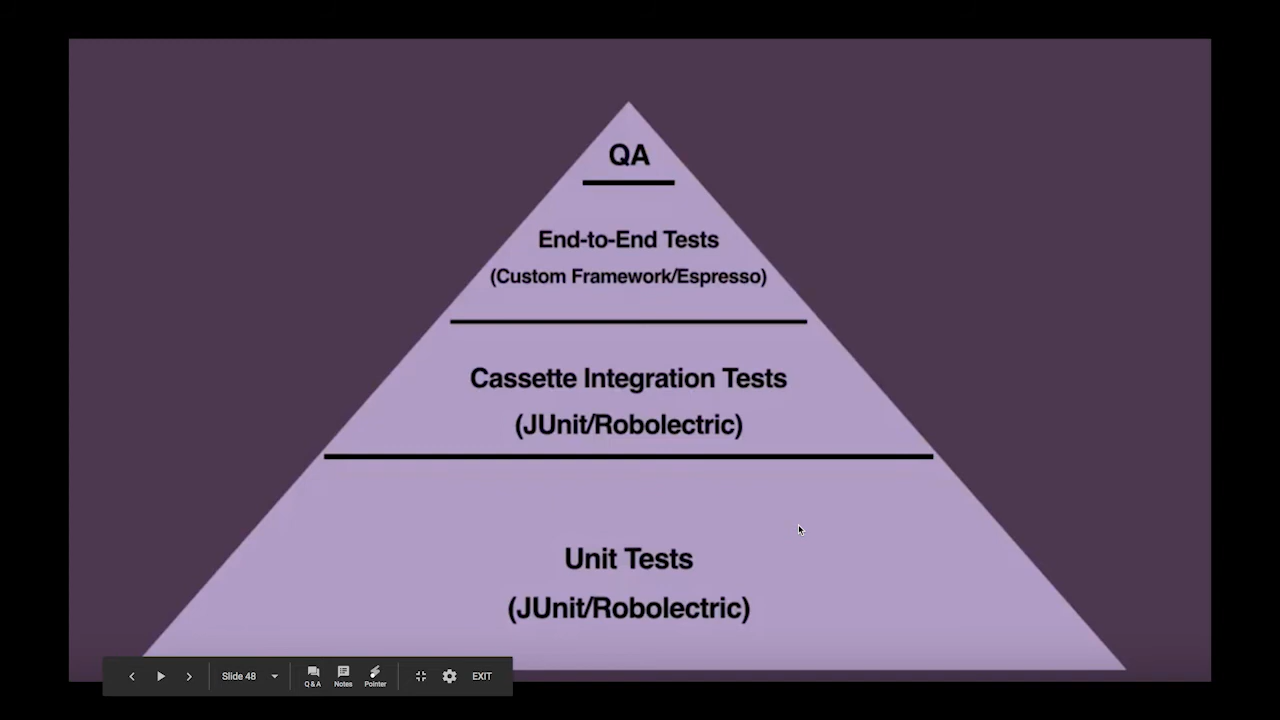 QA
End-to-End Tests
(Custom Framework/Espresso)
Cassette Integration Tests
(JUnit/Robolectric)
Unit Tests
(JUnit/Robolectric)
Slide 48
Q&A
Notes
Pointer
EXIT